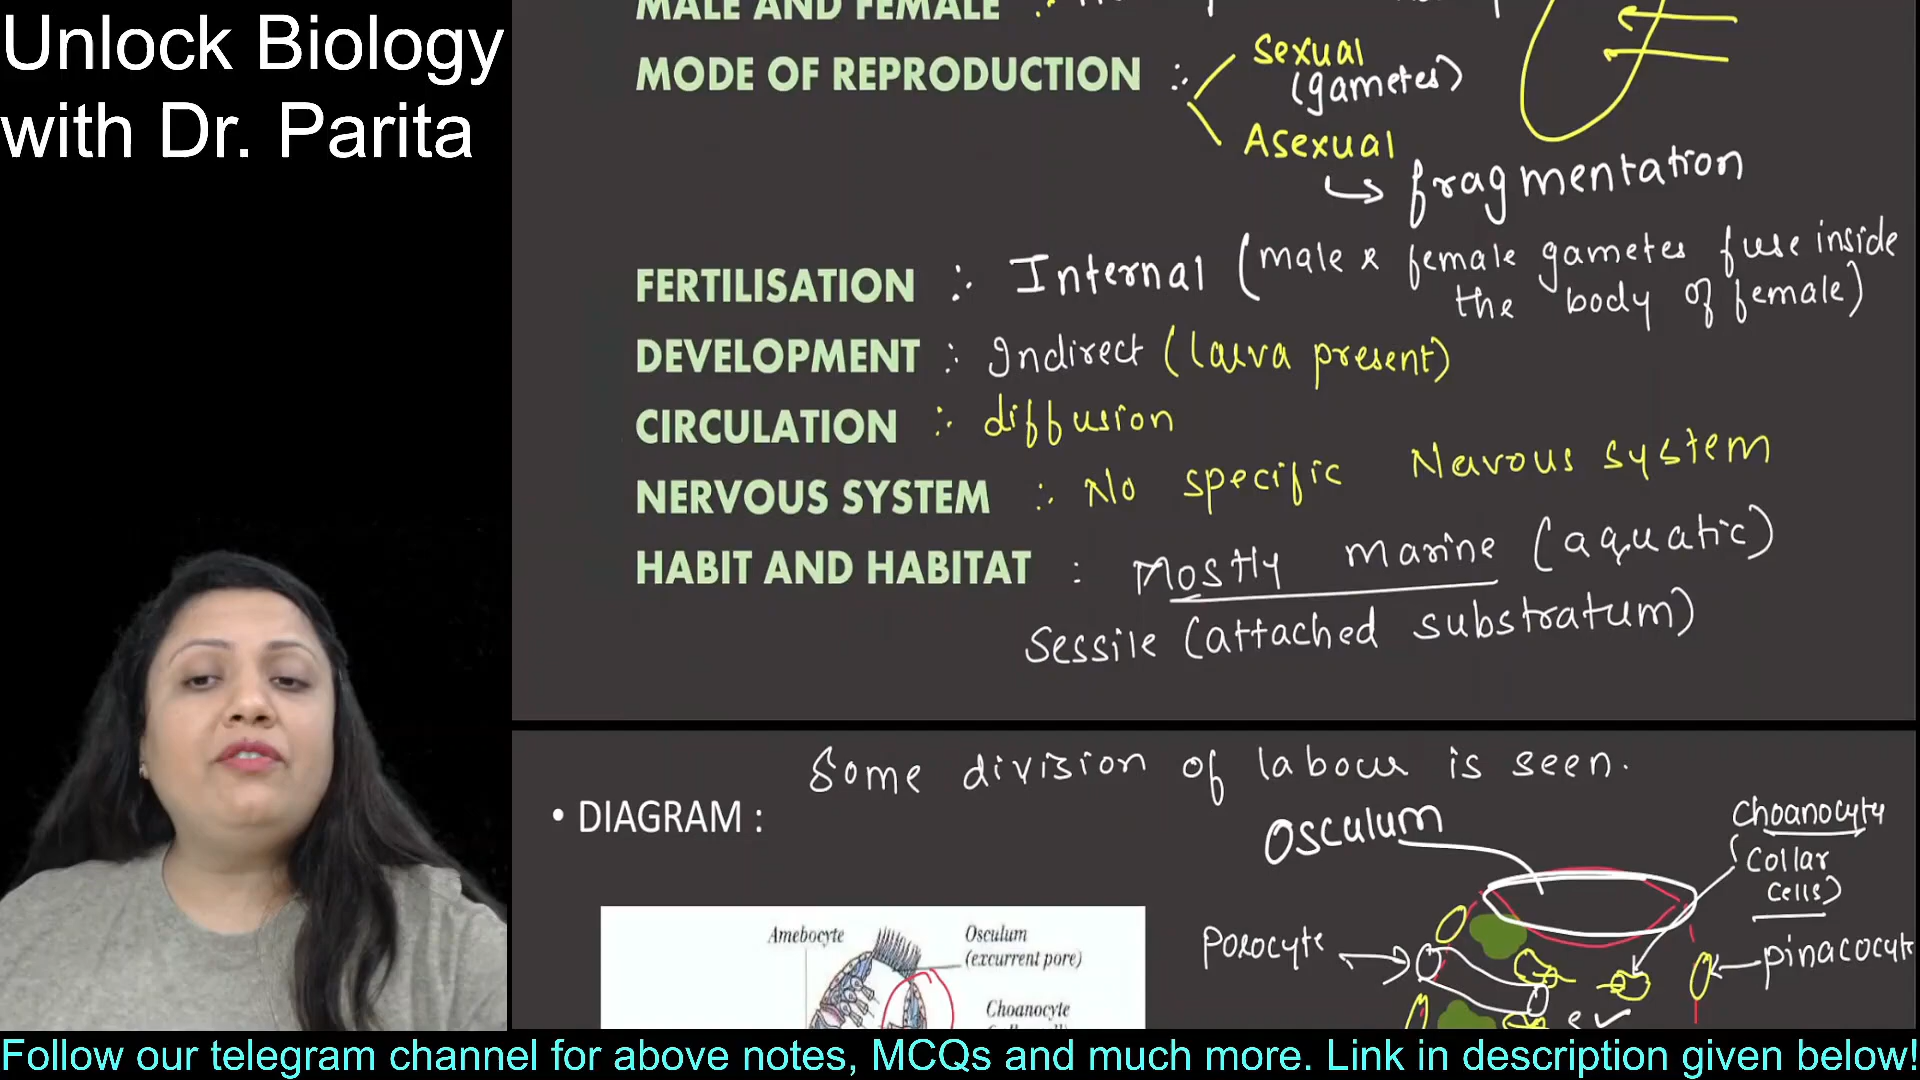 Unlock Biology
with Dr. Parita
MALE AND FEMALE :
MODE OF REPRODUCTION :
Sexual
(gametes)
Asexual
↳ fragmentation
FERTILISATION : Internal (male & female gametes fuse inside
the body of female)
DEVELOPMENT : Indirect (larva present)
CIRCULATION : diffusion
NERVOUS SYSTEM : No specific Nervous system
HABIT AND HABITAT : Mostly marine (aquatic)
Sessile (attached substratum)
Some division of labour is seen.
• DIAGRAM :
Osculum
Choanocyte
(Collar
cells)
Porocyte
pinacocyt
Amebocyte
Osculum
(excurrent pore)
Choanocyte
Follow our telegram channel for above notes, MCQs and much more. Link in description given below!